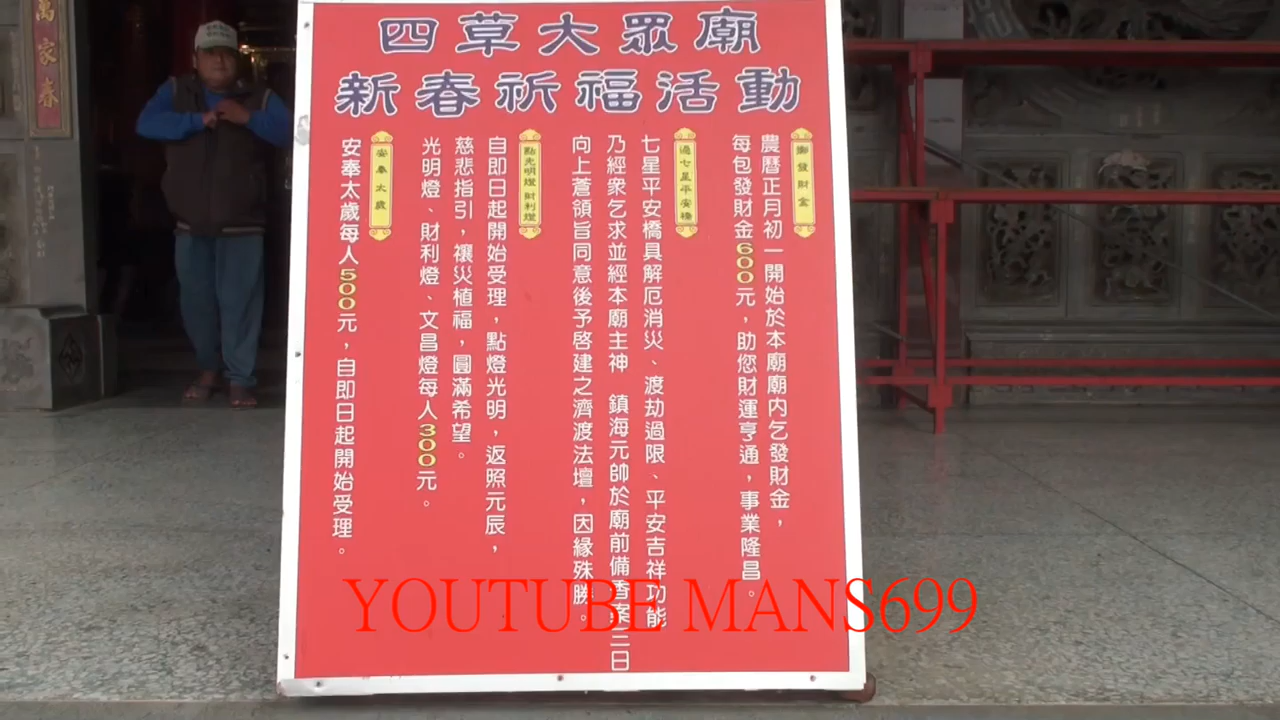 四草大眾廟
新春祈福活動
農曆正月初一開始於本廟廟內乞發財金，
每包發財金600元，助您財運亨通，事業隆昌。
過七星平安橋
七星平安橋具解厄消災、渡劫過限、平安吉祥功能
乃經衆乞求並經本廟主神 鎮海元帥於廟前備香案三日
向上蒼領旨同意後予啓建之濟渡法壇，因緣殊勝。
點光明燈 財利燈
自即日起開始受理，點燈光明，返照元辰，
慈悲指引，禳災植福，圓滿希望。
光明燈、財利燈、文昌燈每人300元。
安奉太歲
安奉太歲每人500元，自即日起開始受理。
萬家春
YOUTUBE MANS699